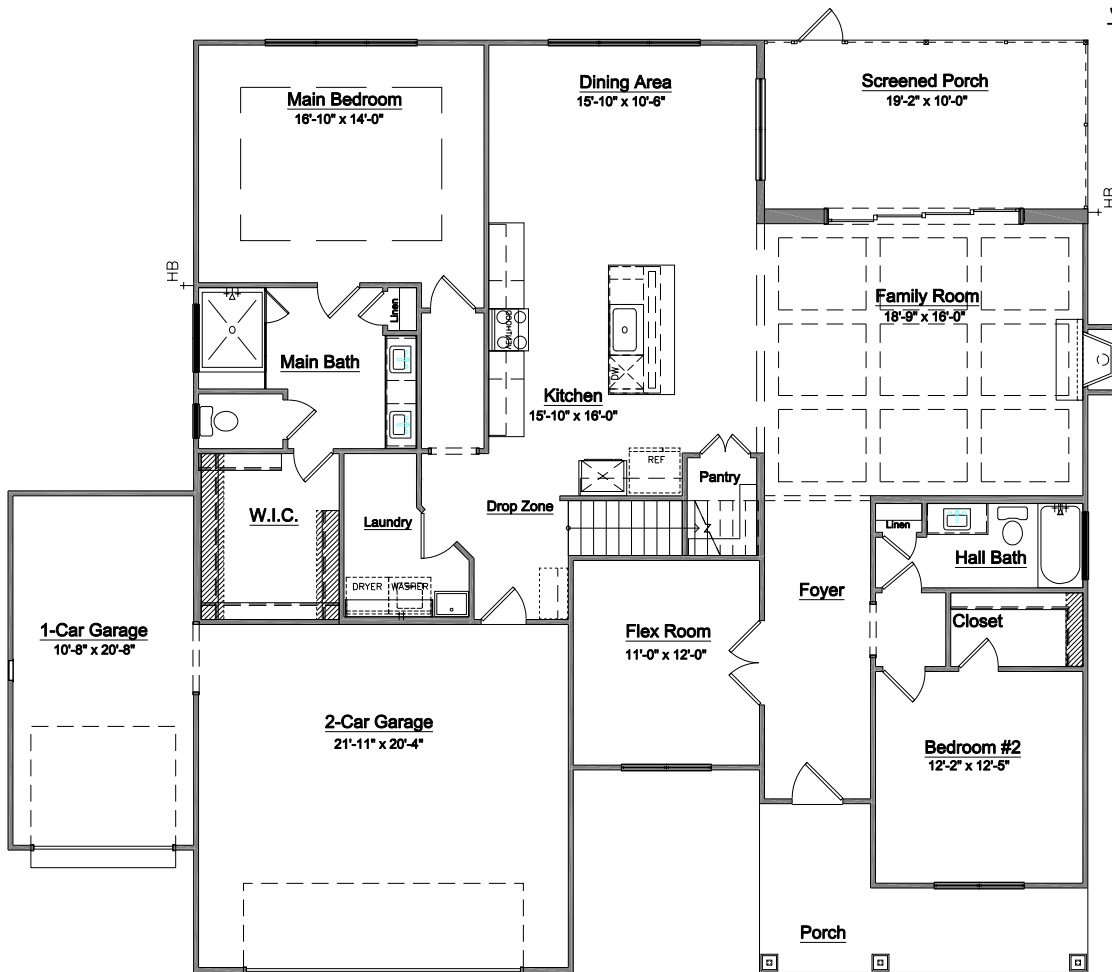 Main Bedroom
16'-10" x 14'-0"
Dining Area
15'-10" x 10'-6"
Screened Porch
19'-2" x 10'-0"
HB
HB
Linen
Main Bath
Family Room
18'-9" x 16'-0"
DW
Kitchen
15'-10" x 16'-0"
REF
Pantry
W.I.C.
Laundry
Drop Zone
Linen
Hall Bath
DRYER
WASHER
Foyer
1-Car Garage
10'-8" x 20'-8"
Flex Room
11'-0" x 12'-0"
Closet
2-Car Garage
21'-11" x 20'-4"
Bedroom #2
12'-2" x 12'-5"
Porch